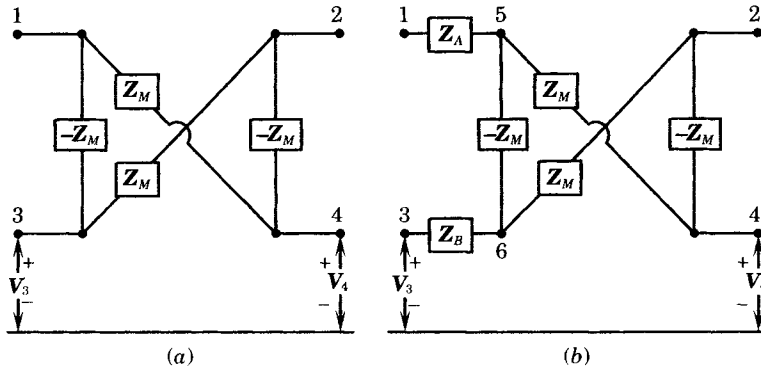 1 2 1 5 2
Z_A
Z_M Z_M
–Z_M –Z_M –Z_M –Z_M
Z_M Z_M
3 4 3 Z_B 6 4
+ + + +
V_3 V_4 V_3
– – – –
(a) (b)